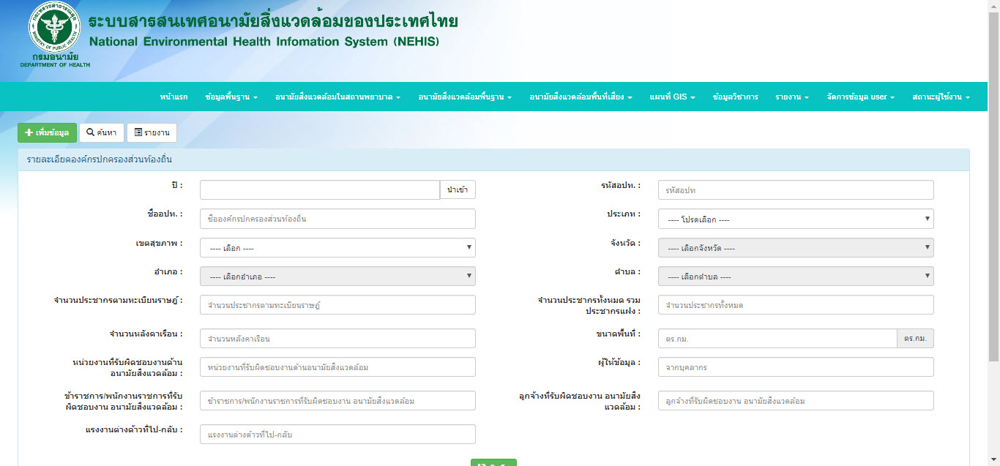 ระบบสารสนเทศอนามัยสิ่งแวดล้อมของประเทศไทย
National Environmental Health Infomation System (NEHIS)
กระทรวงสาธารณสุข
MINISTRY OF PUBLIC HEALTH
กรมอนามัย
DEPARTMENT OF HEALTH
หน้าแรก ข้อมูลพื้นฐาน อนามัยสิ่งแวดล้อมในสถานพยาบาล อนามัยสิ่งแวดล้อมพื้นฐาน อนามัยสิ่งแวดล้อมพื้นที่เสี่ยง แผนที่ GIS ข้อมูลวิชาการ รายงาน จัดการข้อมูล user สถานะผู้ใช้งาน
เพิ่มข้อมูล ค้นหา รายงาน
รายละเอียดองค์กรปกครองส่วนท้องถิ่น
ปี : นำเข้า รหัสอปท. : รหัสอปท
ชื่ออปท. : ชื่อองค์กรปกครองส่วนท้องถิ่น ประเภท : ---- โปรดเลือก ----
เขตสุขภาพ : ---- เลือก ---- จังหวัด : ---- เลือกจังหวัด ----
อำเภอ : ---- เลือกอำเภอ ---- ตำบล : ---- เลือกตำบล ----
จำนวนประชากรตามทะเบียนราษฎ์ : จำนวนประชากรตามทะเบียนราษฎ์ จำนวนประชากรทั้งหมด รวม
ประชากรแฝง : จำนวนประชากรทั้งหมด
จำนวนหลังคาเรือน : จำนวนหลังคาเรือน ขนาดพื้นที่ : ตร.กม. ตร.กม.
หน่วยงานที่รับผิดชอบงานด้าน
อนามัยสิ่งแวดล้อม : หน่วยงานที่รับผิดชอบงานด้านอนามัยสิ่งแวดล้อม ผู้ให้ข้อมูล : จากบุคลากร
ข้าราชการ/พนักงานราชการที่รับ
ผิดชอบงาน อนามัยสิ่งแวดล้อม : ข้าราชการ/พนักงานราชการที่รับผิดชอบงาน อนามัยสิ่งแวดล้อม ลูกจ้างที่รับผิดชอบงาน อนามัยสิ่ง
แวดล้อม : ลูกจ้างที่รับผิดชอบงาน อนามัยสิ่งแวดล้อม
แรงงานต่างด้าวที่ไป-กลับ : แรงงานต่างด้าวที่ไป-กลับ